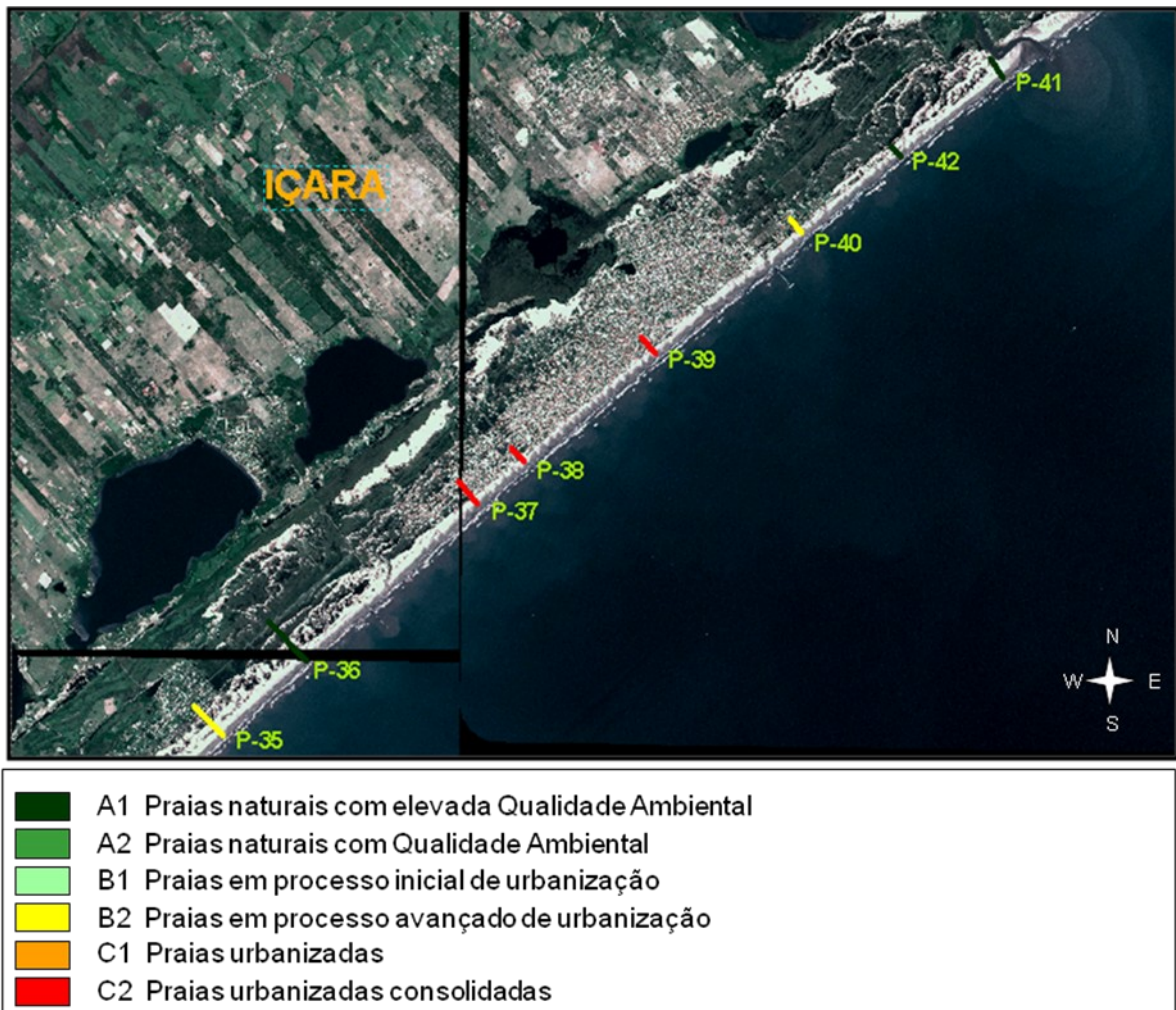 P-41
P-42
IÇARA
P-40
P-39
P-38
P-37
N
W E
S
P-36
P-35
A1 Praias naturais com elevada Qualidade Ambiental
A2 Praias naturais com Qualidade Ambiental
B1 Praias em processo inicial de urbanização
B2 Praias em processo avançado de urbanização
C1 Praias urbanizadas
C2 Praias urbanizadas consolidadas